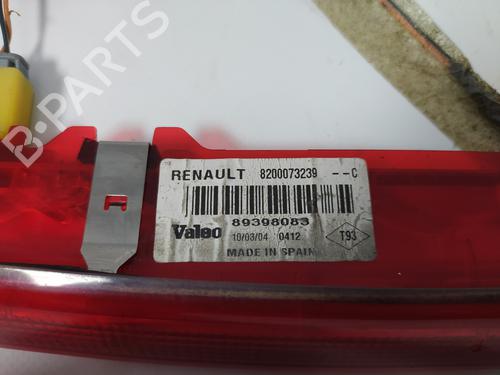 B-PARTS
RENAULT 8200073239 --C
89398083
Valeo 10/03/04 0412
MADE IN SPAIN
T93